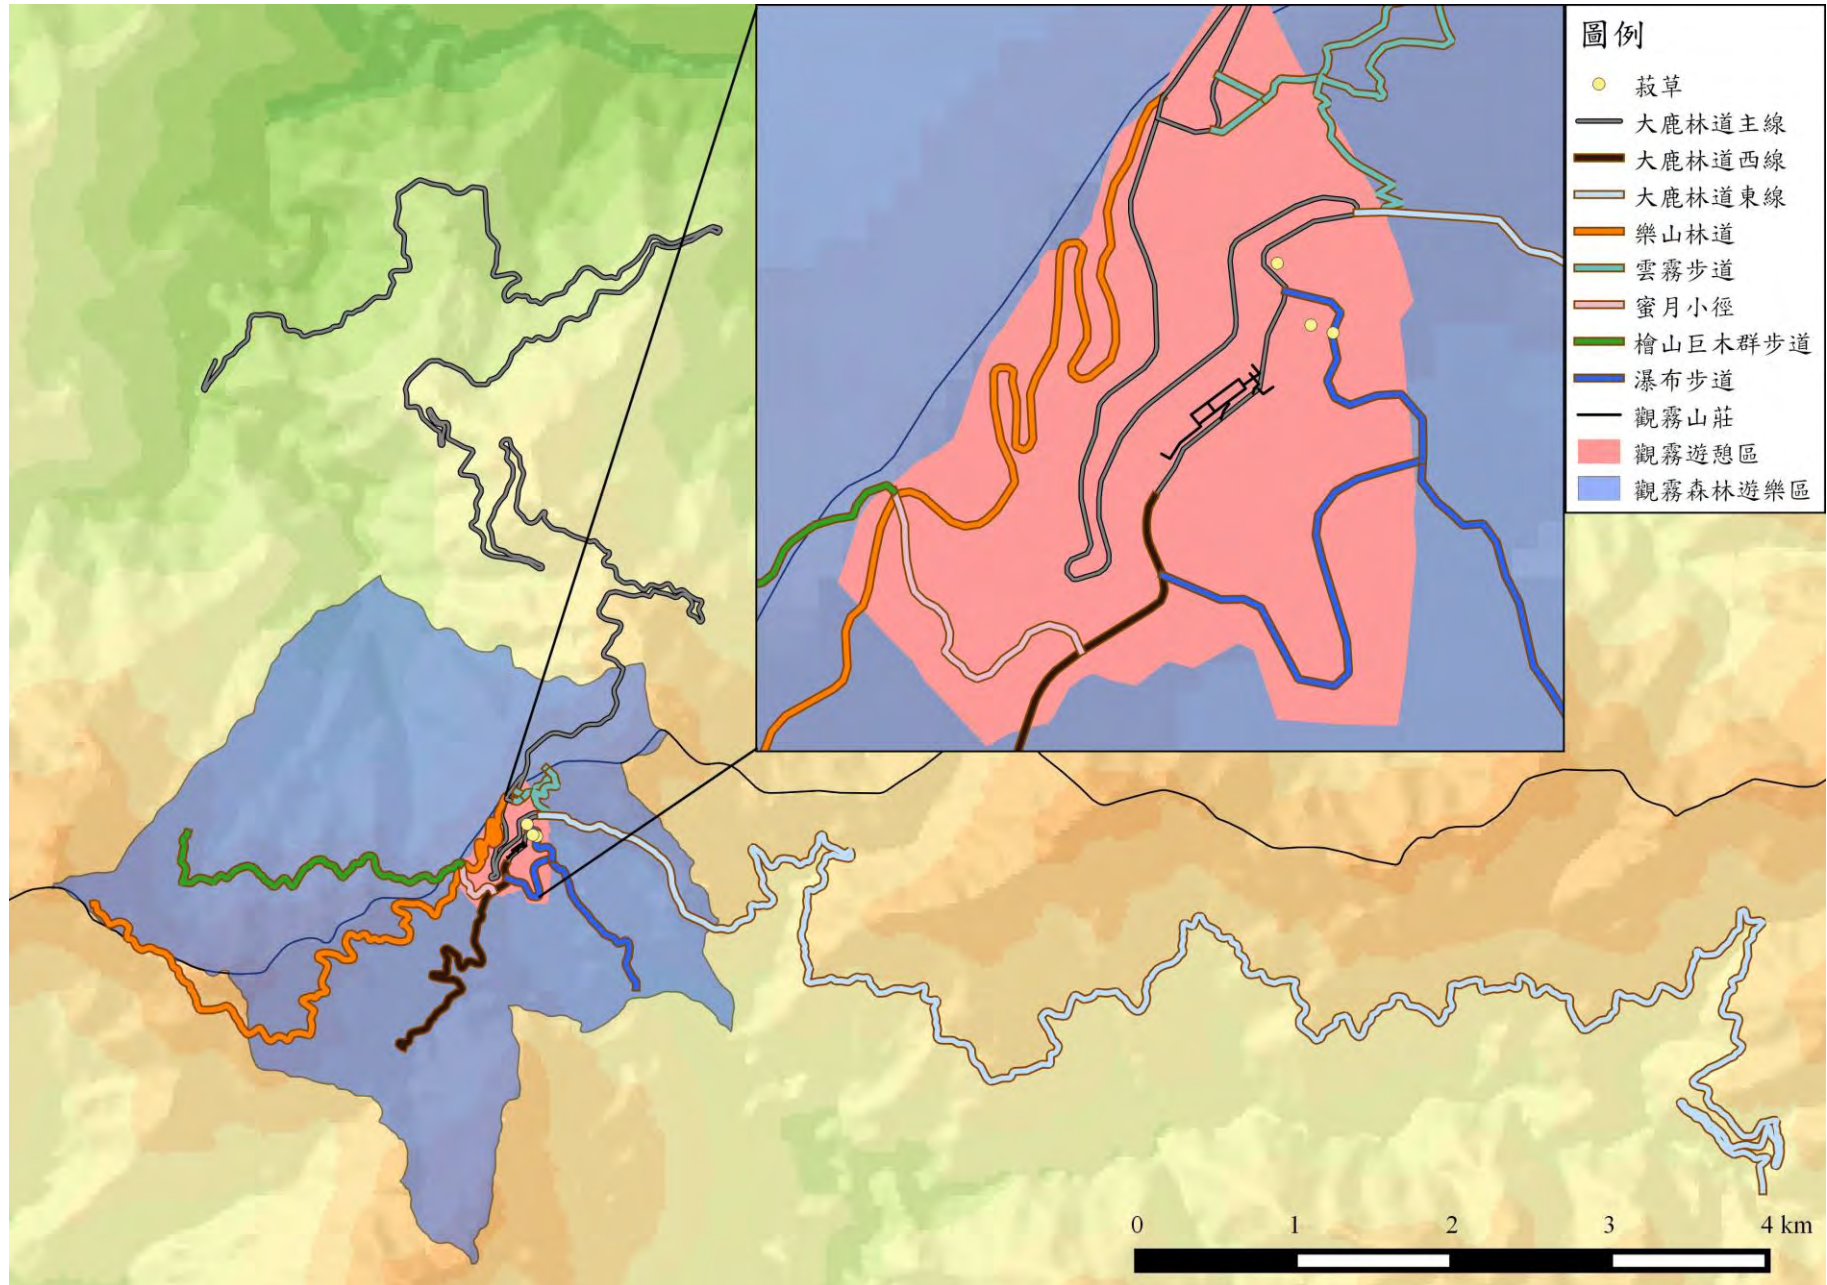 圖例
菽草
大鹿林道主線
大鹿林道西線
大鹿林道東線
樂山林道
雲霧步道
蜜月小徑
檜山巨木群步道
瀑布步道
觀霧山莊
觀霧遊憩區
觀霧森林遊樂區
0 1 2 3 4 km